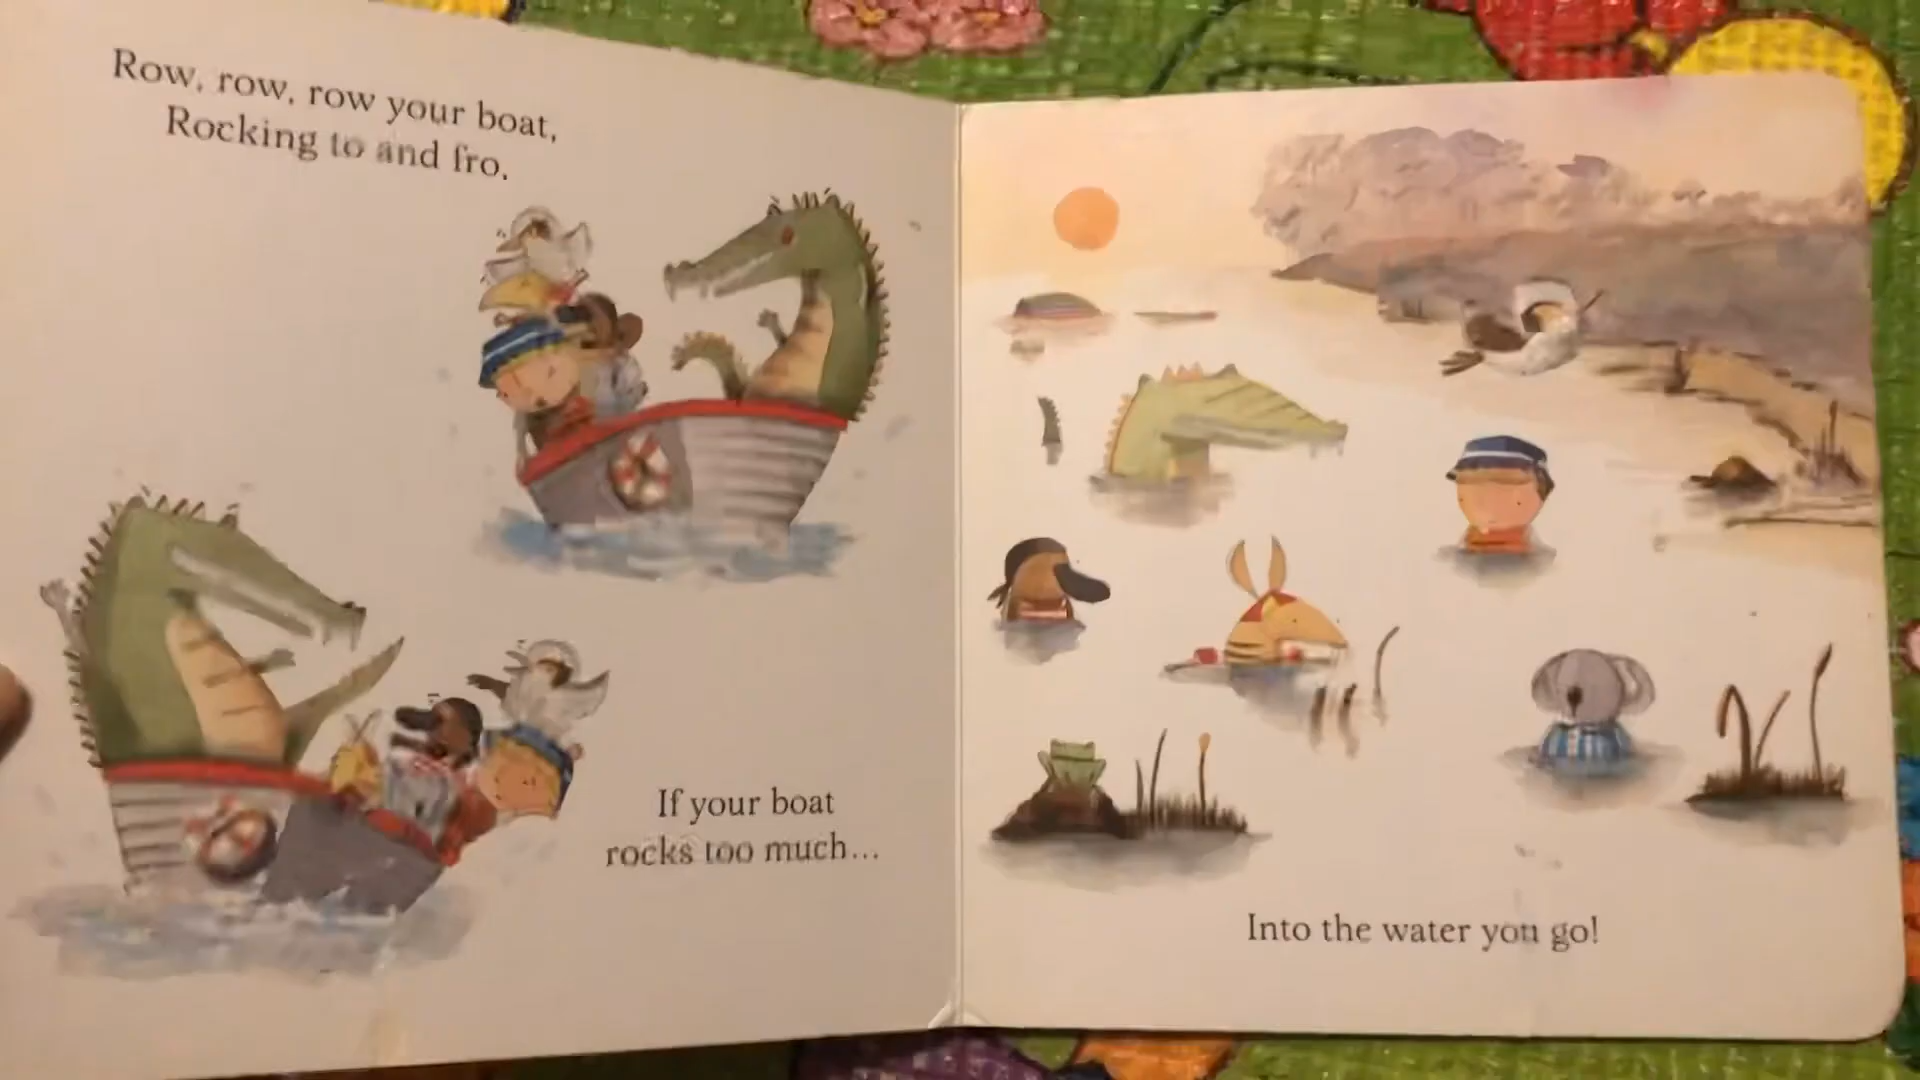 Row, row, row your boat,
Rocking to and fro.
If your boat
rocks too much...
Into the water you go!